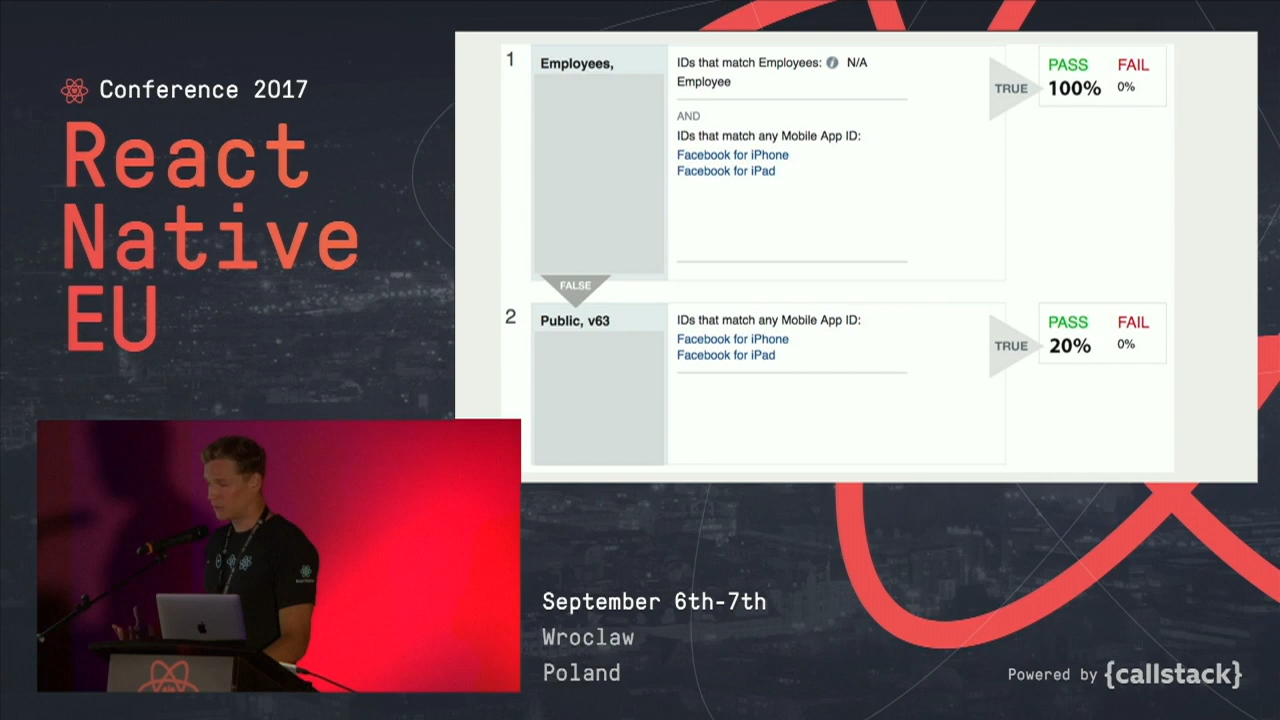 Conference 2017
React
Native
EU
1
Employees,
IDs that match Employees: i N/A
Employee
AND
IDs that match any Mobile App ID:
Facebook for iPhone
Facebook for iPad
TRUE
PASS FAIL
100% 0%
FALSE
2
Public, v63
IDs that match any Mobile App ID:
Facebook for iPhone
Facebook for iPad
TRUE
PASS FAIL
20% 0%
September 6th-7th
Wroclaw
Poland
Powered by {callstack}